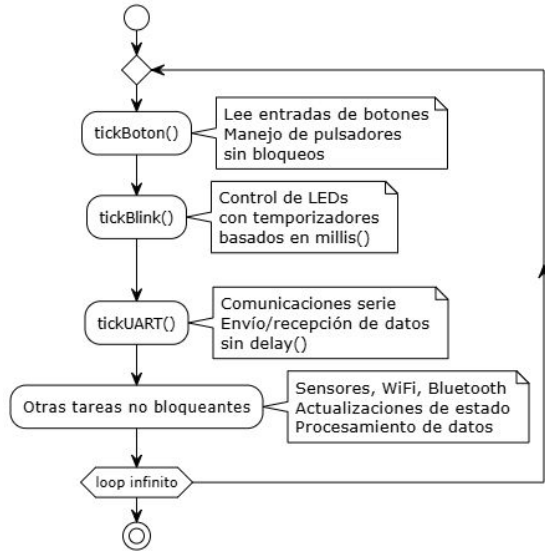 tickBoton()
Lee entradas de botones
Manejo de pulsadores
sin bloqueos
tickBlink()
Control de LEDs
con temporizadores
basados en millis()
tickUART()
Comunicaciones serie
Envío/recepción de datos
sin delay()
Otras tareas no bloqueantes
Sensores, WiFi, Bluetooth
Actualizaciones de estado
Procesamiento de datos
loop infinito